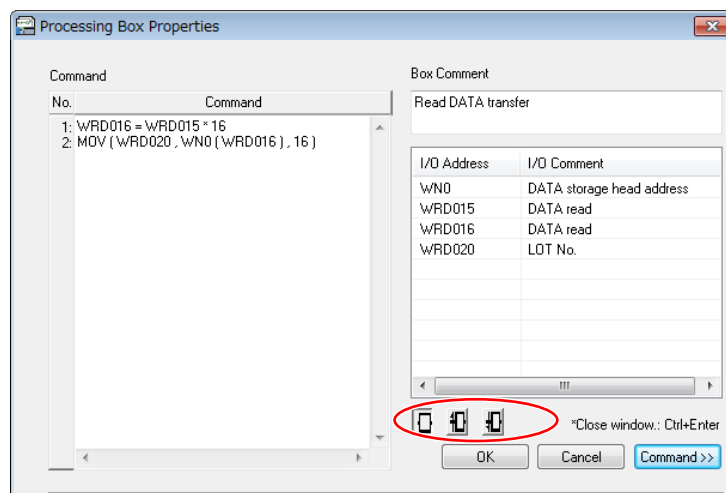 Processing Box Properties
Command
No. Command
1: WRD016 = WRD015 * 16
2: MOV ( WRD020 , WN0 ( WRD016 ) , 16 )
Box Comment
Read DATA transfer
I/O Address I/O Comment
WN0 DATA storage head address
WRD015 DATA read
WRD016 DATA read
WRD020 LOT No.
*Close window.: Ctrl+Enter
OK Cancel Command >>